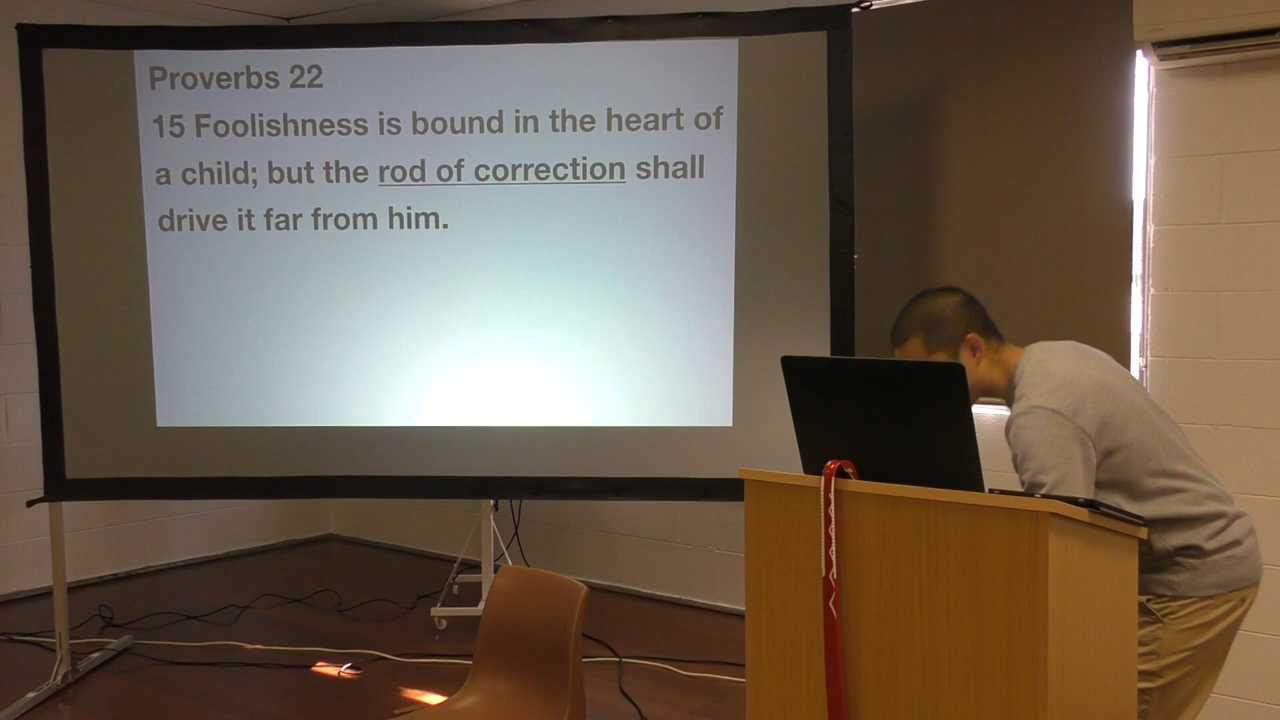 Proverbs 22
15 Foolishness is bound in the heart of
a child; but the rod of correction shall
drive it far from him.